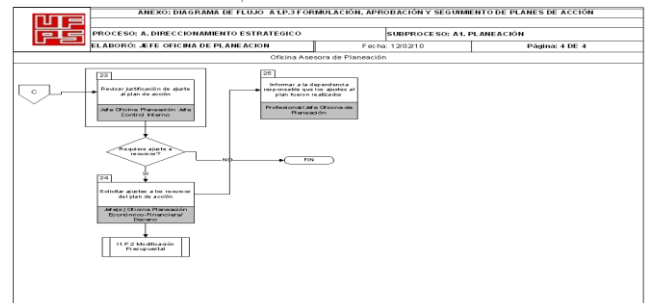 ANEXO: DIAGRAMA DE FLUJO A1.P.3 FORMULACIÓN, APROBACIÓN Y SEGUIMIENTO DE PLANES DE ACCIÓN
UFPS
PROCESO: A. DIRECCIONAMIENTO ESTRATEGICO
SUBPROCESO: A1. PLANEACIÓN
ELABORÓ: JEFE OFICINA DE PLANEACION
Fecha: 12/02/10
Página: 4 DE 4
Oficina Asesora de Planeación
C
23
Revisar justificación de ajuste
al plan de acción
Jefe Oficina Planeación Jefe
Control Interno
25
Informar a la dependencia
responsable que los ajustes al
plan fueron realizados
Profesional/Jefe Oficina de
Planeación
Requiere ajuste a
recursos?
NO
FIN
SI
24
Solicitar ajustes a los recursos
del plan de acción
Jefe(s) Oficina Planeación
Económico-Financiera/
Decano
I1.P.2 Modificación
Presupuestal